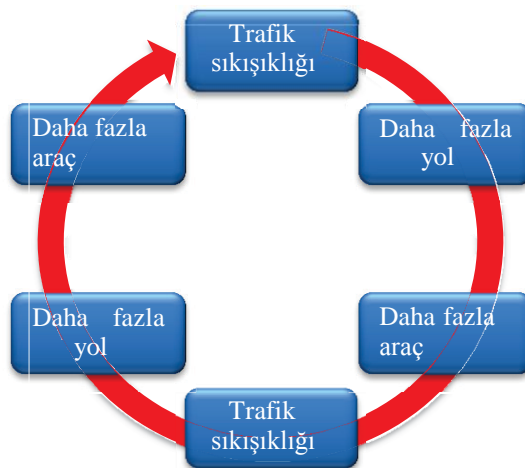 Trafik
sıkışıklığı
Daha fazla
yol
Daha fazla
araç
Trafik
sıkışıklığı
Daha fazla
yol
Daha fazla
araç